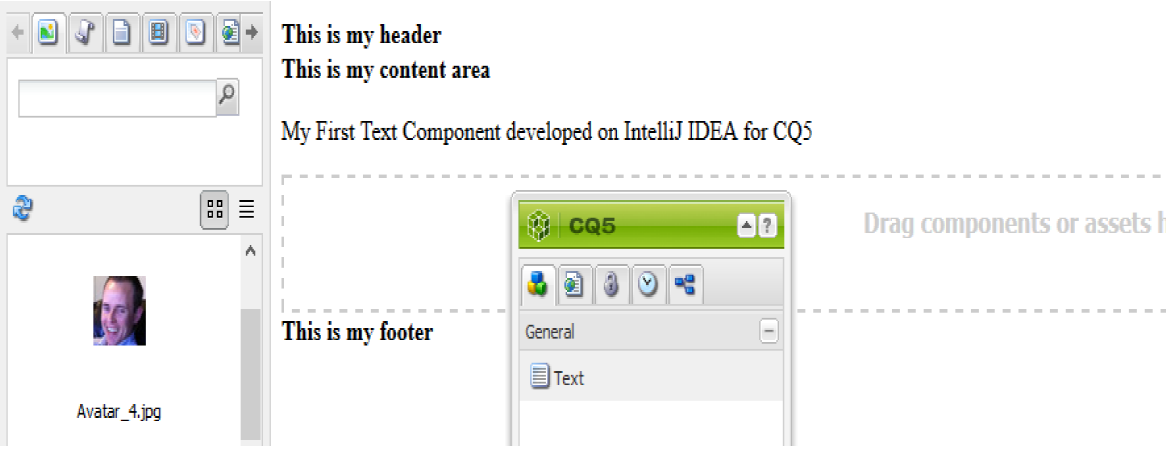 This is my header
This is my content area
My First Text Component developed on IntelliJ IDEA for CQ5
CQ5
?
Drag components or assets
This is my footer
General
Text
Avatar_4.jpg